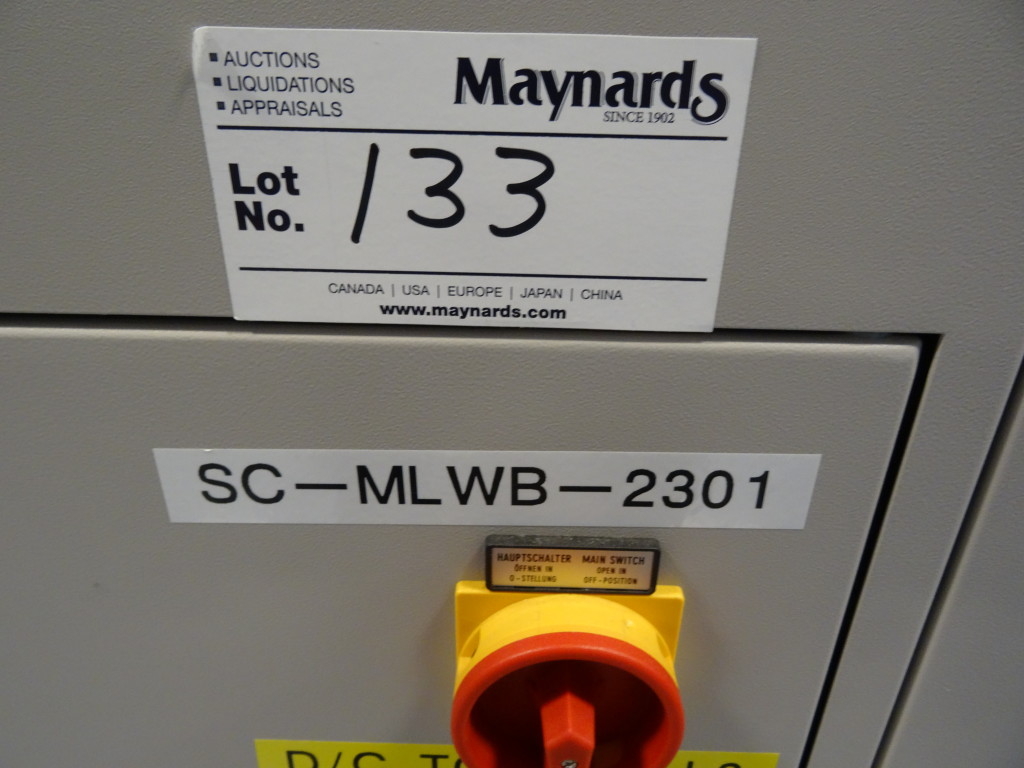 ▪ AUCTIONS
▪ LIQUIDATIONS
▪ APPRAISALS
Maynards
SINCE 1902
Lot No. 133
CANADA | USA | EUROPE | JAPAN | CHINA
www.maynards.com
SC-MLWB-2301
HAUPTSCHALTER MAIN SWITCH
ÖFFNEN IN OPEN IN
0-STELLUNG OFF-POSITION